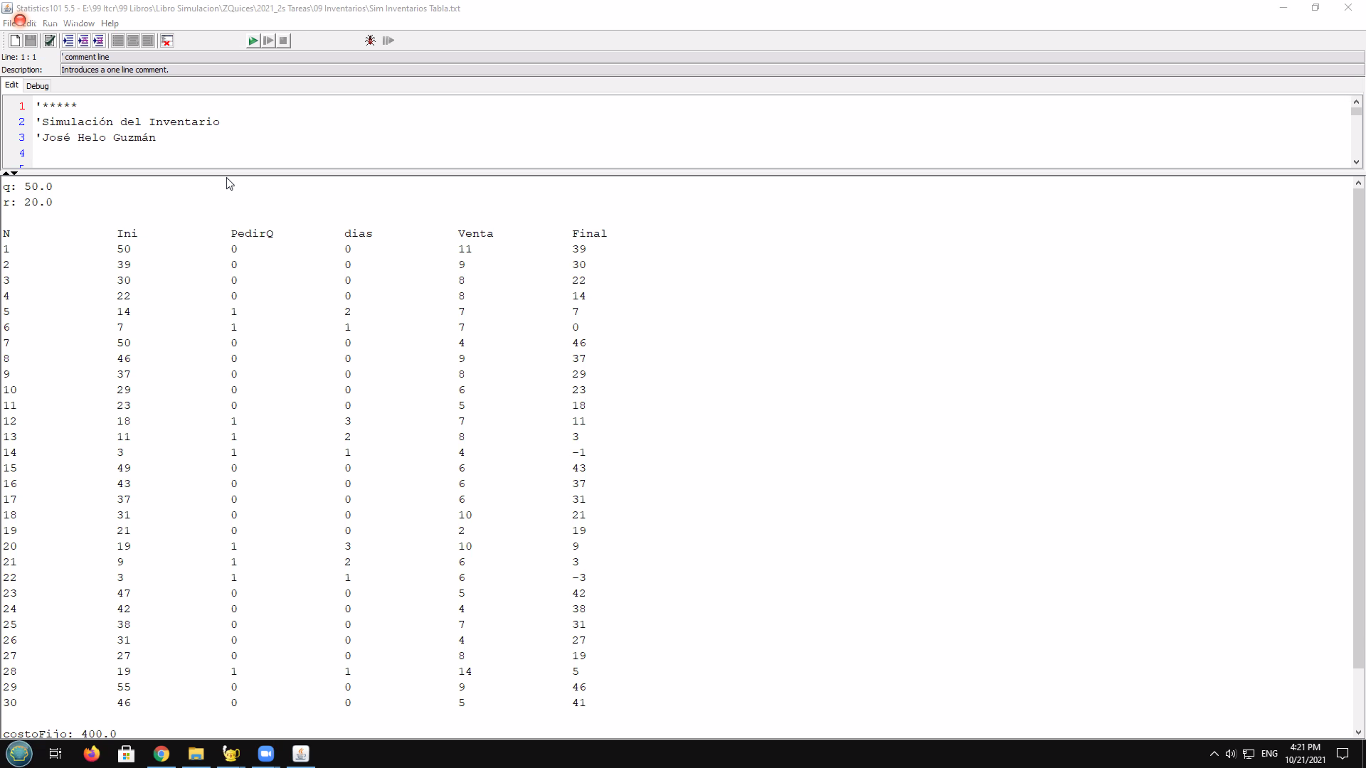 Statistics101 5.5 - E:\99 Itcr\99 Libros\Libro Simulacion\ZQuices\2021_2s Tareas\09 Inventarios\Sim Inventarios Tabla.txt
File Edit Run Window Help
Line: 1 : 1 ' comment line
Description: Introduces a one line comment.
Edit Debug
1 '*****
2 'Simulación del Inventario
3 'José Helo Guzmán
4
q: 50.0
r: 20.0
N Ini PedirQ dias Venta Final
1 50 0 0 11 39
2 39 0 0 9 30
3 30 0 0 8 22
4 22 0 0 8 14
5 14 1 2 7 7
6 7 1 1 7 0
7 50 0 0 4 46
8 46 0 0 9 37
9 37 0 0 8 29
10 29 0 0 6 23
11 23 0 0 5 18
12 18 1 3 7 11
13 11 1 2 8 3
14 3 1 1 4 -1
15 49 0 0 6 43
16 43 0 0 6 37
17 37 0 0 6 31
18 31 0 0 10 21
19 21 0 0 2 19
20 19 1 3 10 9
21 9 1 2 6 3
22 3 1 1 6 -3
23 47 0 0 5 42
24 42 0 0 4 38
25 38 0 0 7 31
26 31 0 0 4 27
27 27 0 0 8 19
28 19 1 1 14 5
29 55 0 0 9 46
30 46 0 0 5 41
costoFijo: 400.0
ENG 4:21 PM
10/21/2021